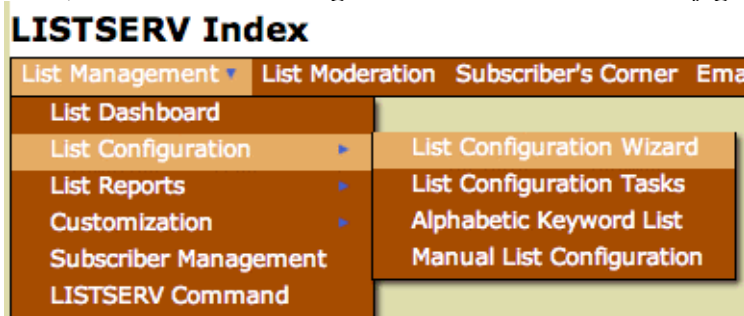 LISTSERV Index
List Management List Moderation Subscriber's Corner Ema
List Dashboard
List Configuration
List Reports
Customization
Subscriber Management
LISTSERV Command
List Configuration Wizard
List Configuration Tasks
Alphabetic Keyword List
Manual List Configuration